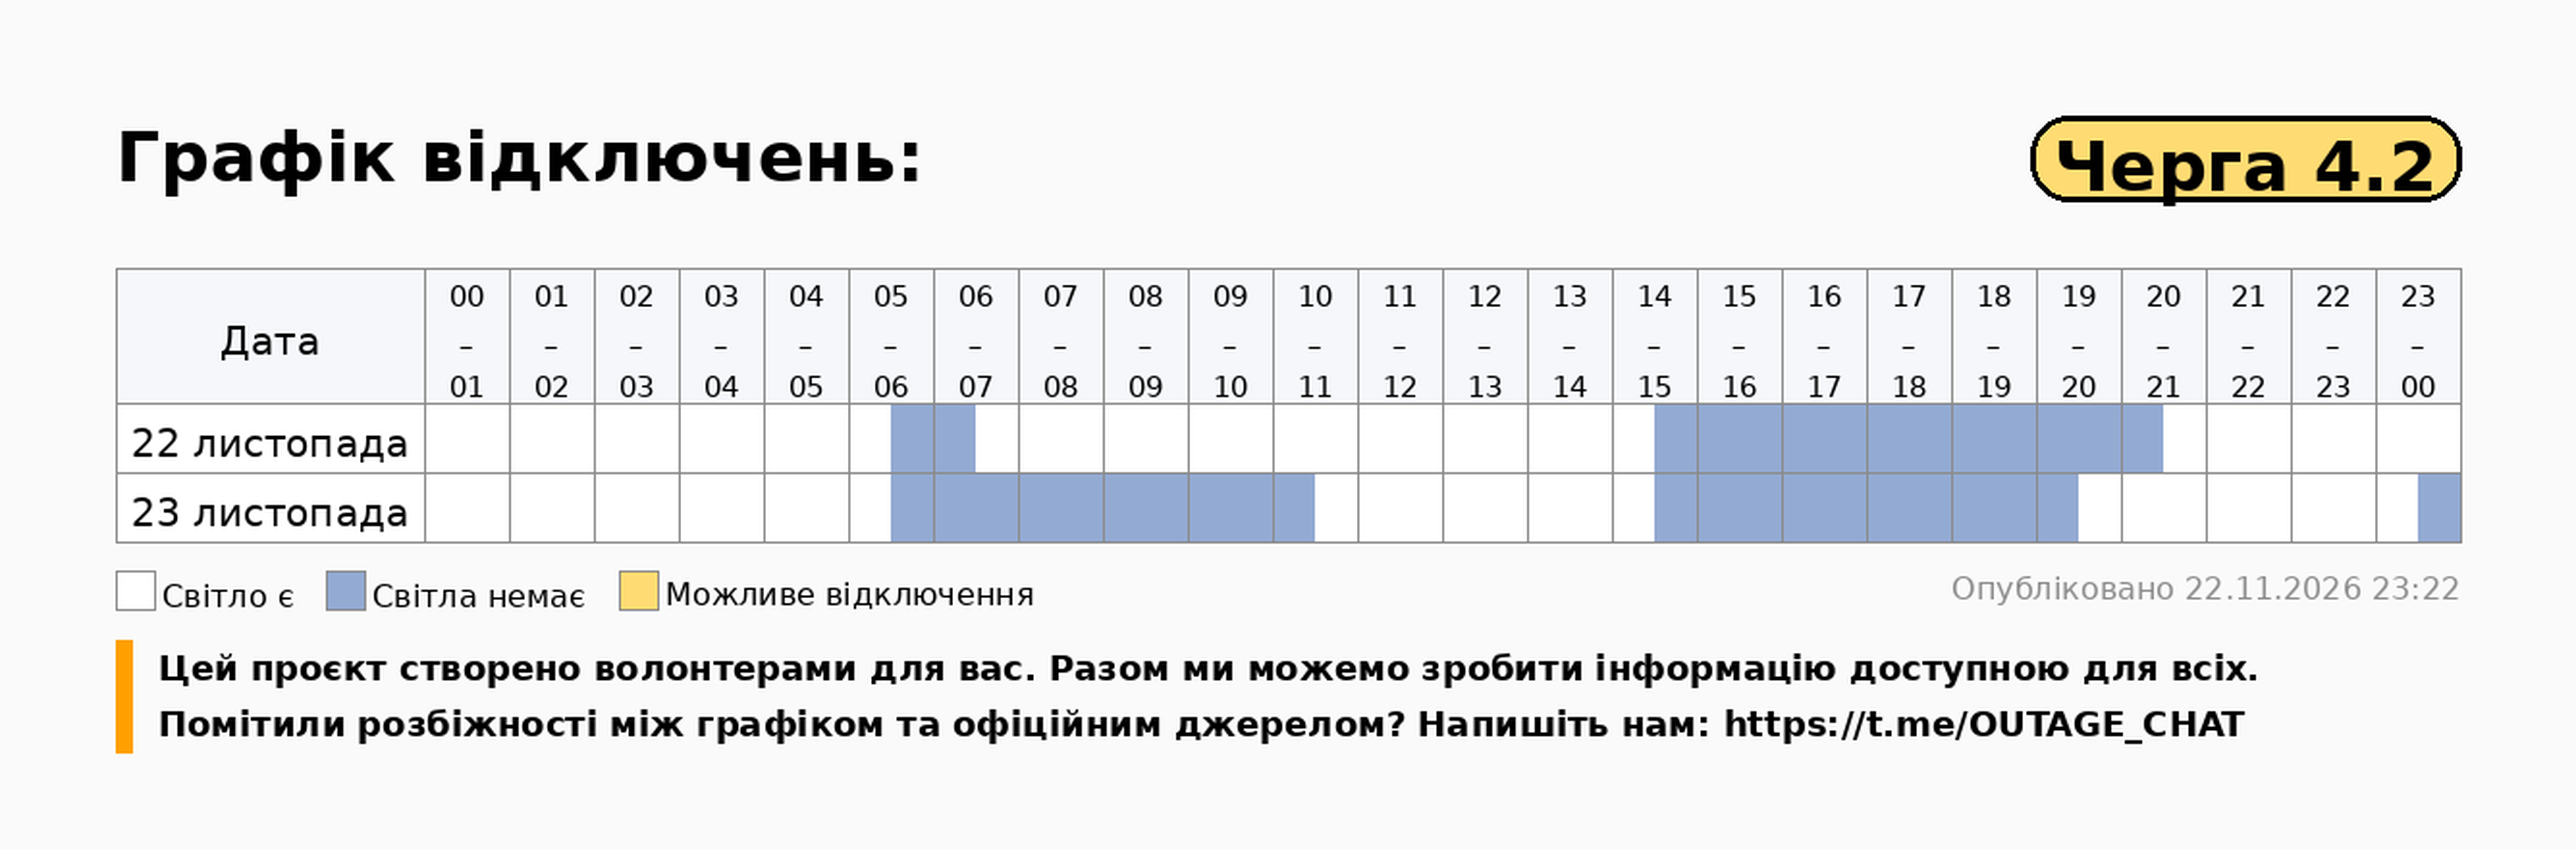 Графік відключень:
Черга 4.2
Дата
00 – 01
01 – 02
02 – 03
03 – 04
04 – 05
05 – 06
06 – 07
07 – 08
08 – 09
09 – 10
10 – 11
11 – 12
12 – 13
13 – 14
14 – 15
15 – 16
16 – 17
17 – 18
18 – 19
19 – 20
20 – 21
21 – 22
22 – 23
23 – 00
22 листопада
23 листопада
Світло є
Світла немає
Можливе відключення
Опубліковано 22.11.2026 23:22
Цей проєкт створено волонтерами для вас. Разом ми можемо зробити інформацію доступною для всіх.
Помітили розбіжності між графіком та офіційним джерелом? Напишіть нам: https://t.me/OUTAGE_CHAT